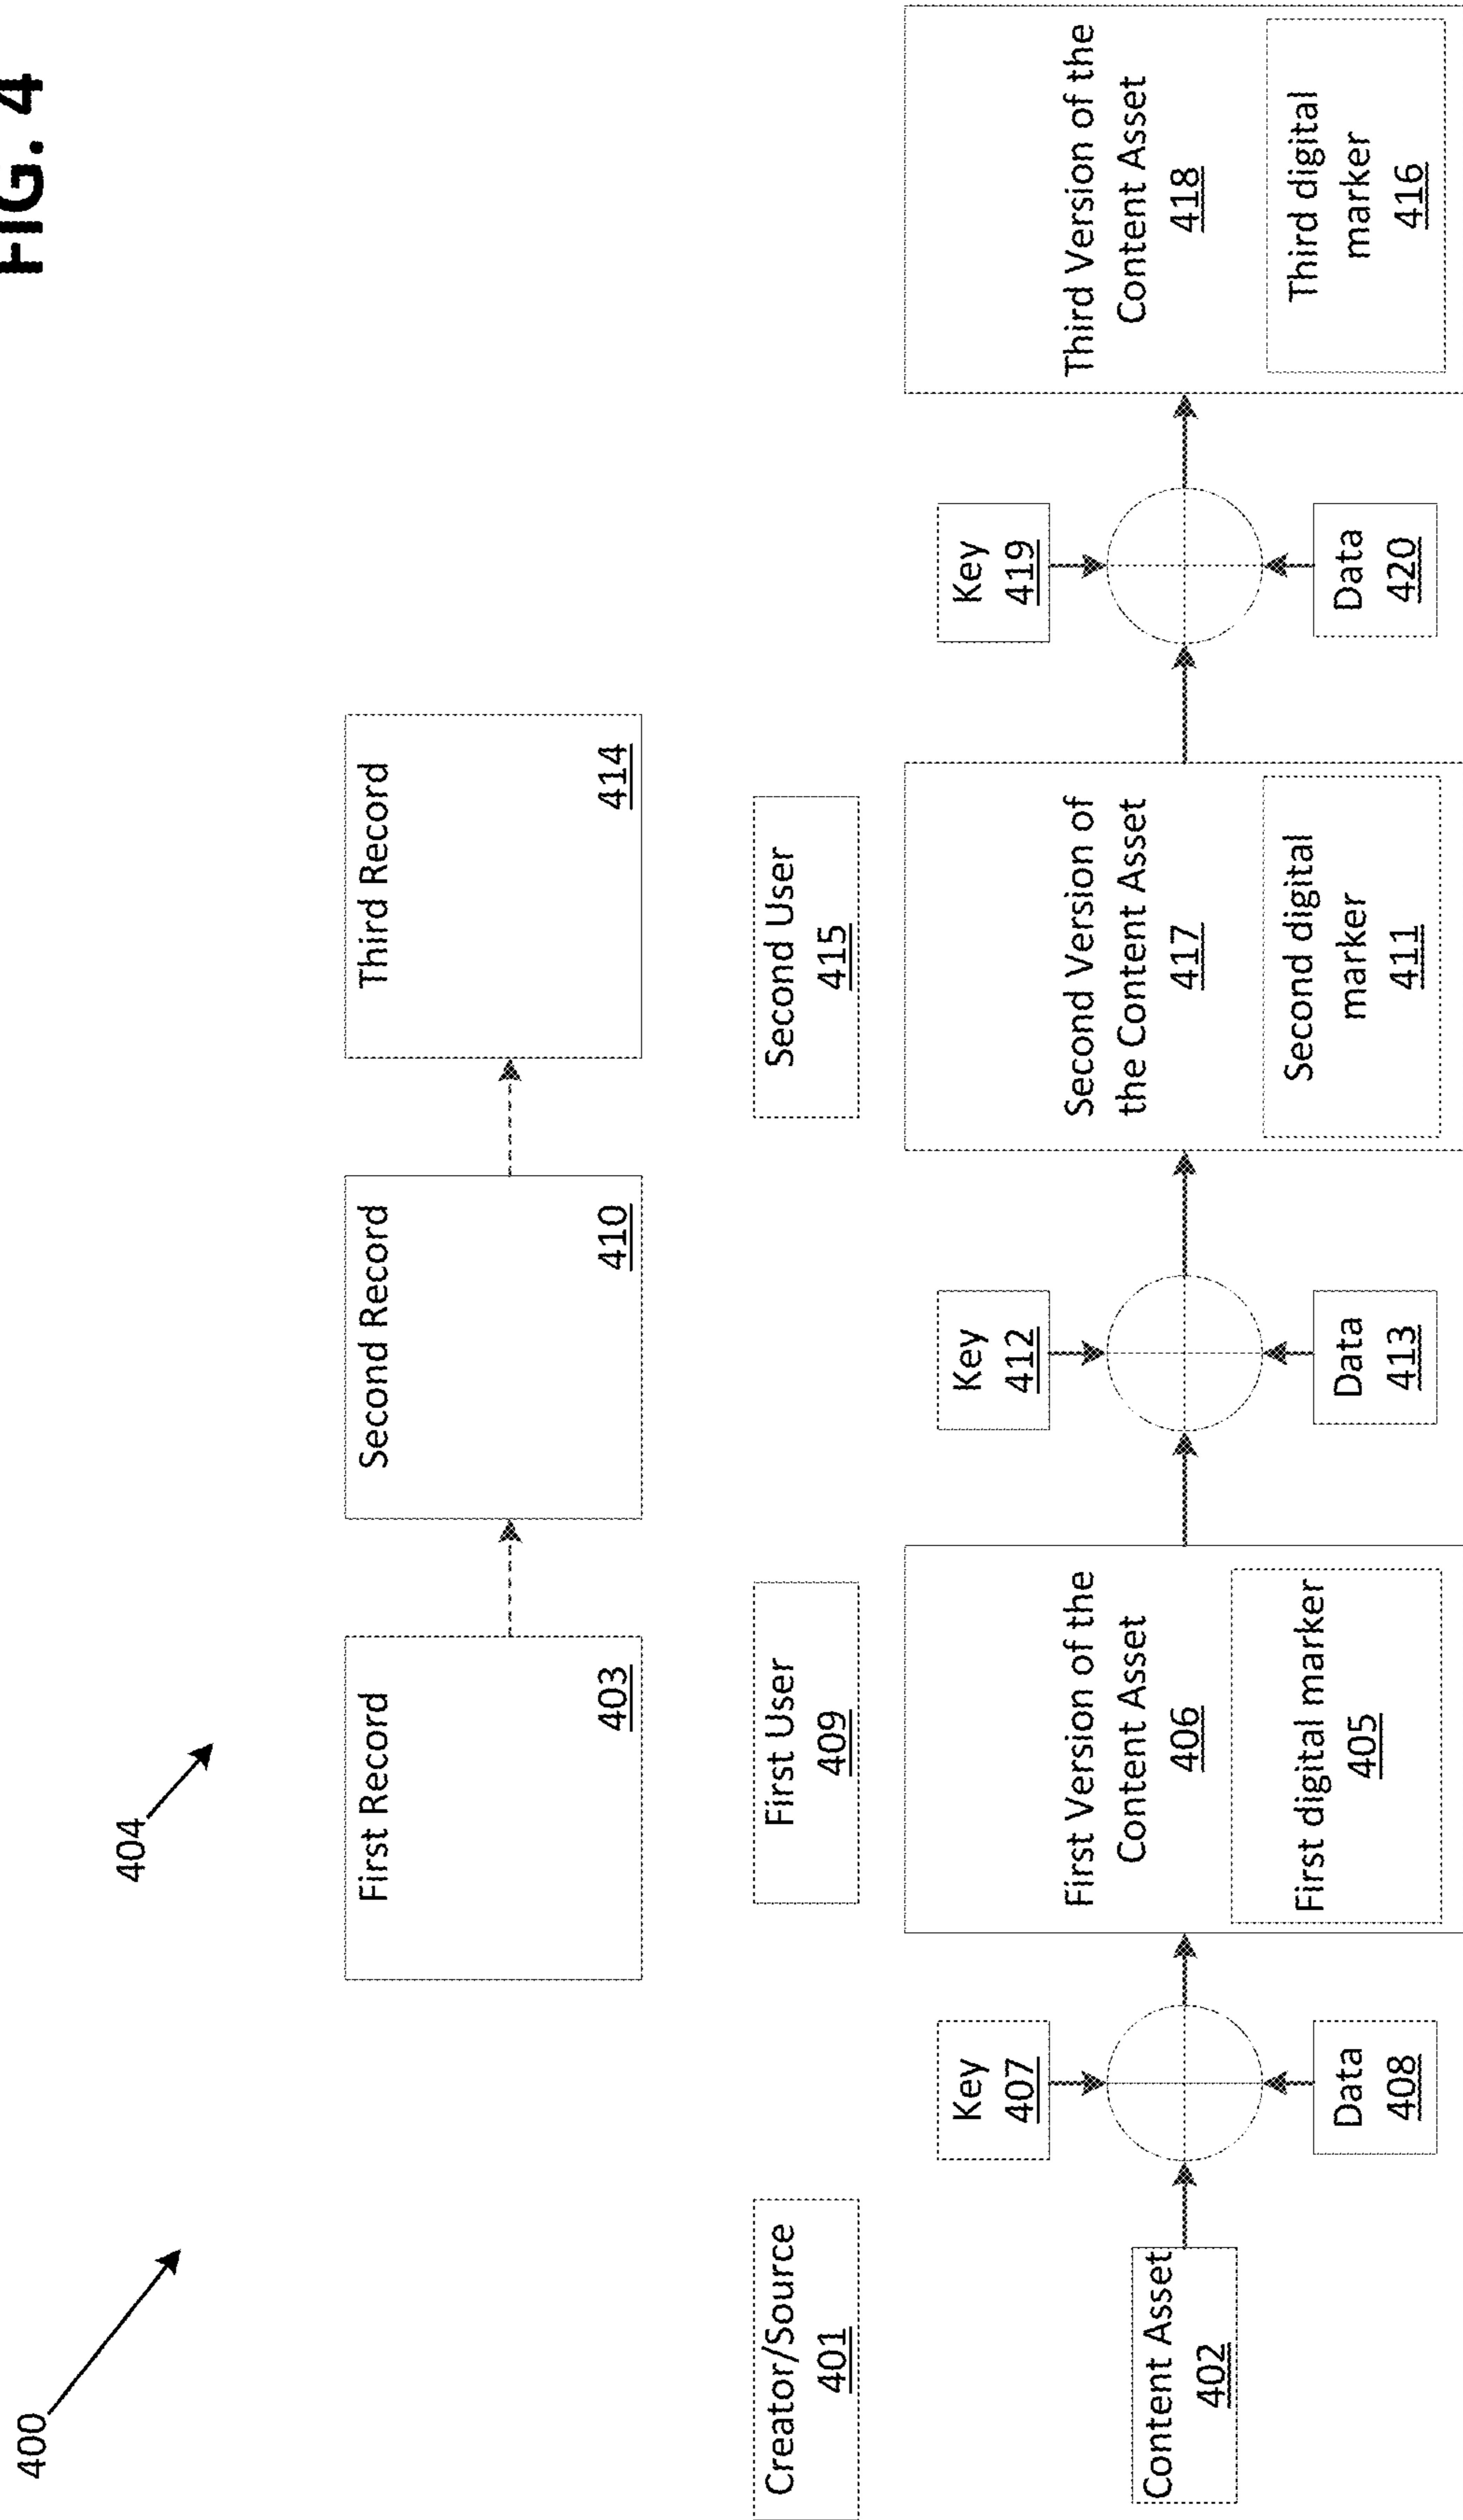 FIG. 4
400
404
First Record
403
Second Record
410
Third Record
414
Creator/Source
401
First User
409
Second User
415
Content Asset
402
Key
407
Data
408
First Version of the
Content Asset
406
First digital marker
405
Key
412
Data
413
Second Version of
the Content Asset
417
Second digital
marker
411
Key
419
Data
420
Third Version of the
Content Asset
418
Third digital
marker
416